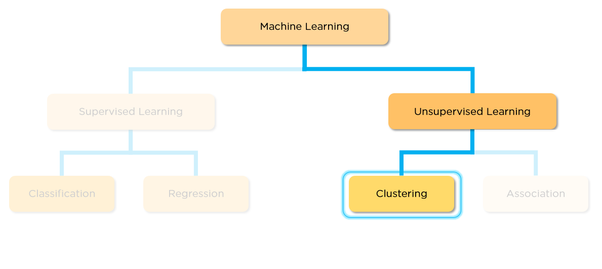 Machine Learning
Supervised Learning
Unsupervised Learning
Classification
Regression
Clustering
Association